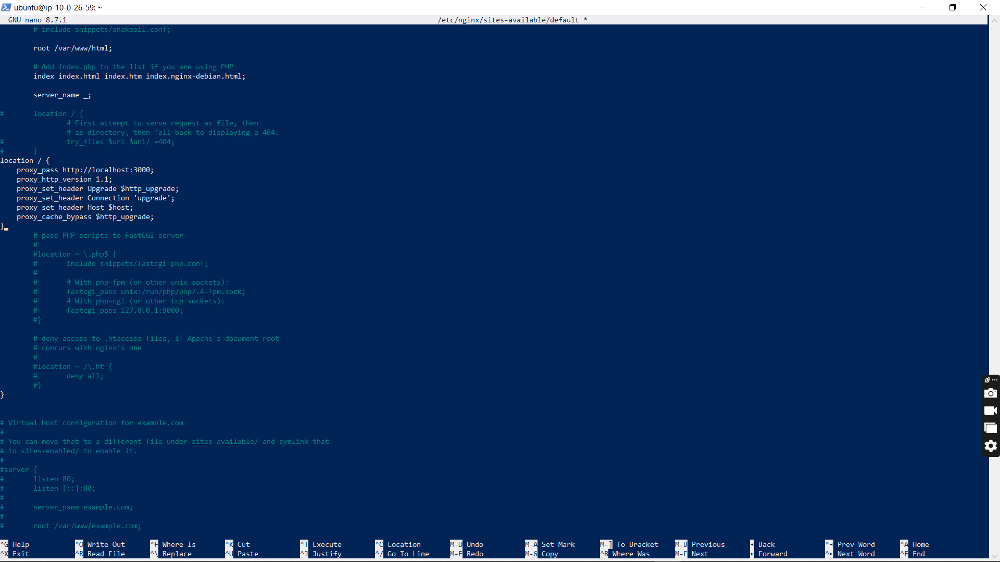 ubuntu@ip-10-0-26-59: ~
GNU nano 8.7.1 /etc/nginx/sites-available/default *
# include snippets/snakeoil.conf;
root /var/www/html;
# Add index.php to the list if you are using PHP
index index.html index.htm index.nginx-debian.html;
server_name _;
# location / {
# First attempt to serve request as file, then
# as directory, then fall back to displaying a 404.
# try_files $uri $uri/ =404;
# }
location / {
proxy_pass http://localhost:3000;
proxy_http_version 1.1;
proxy_set_header Upgrade $http_upgrade;
proxy_set_header Connection 'upgrade';
proxy_set_header Host $host;
proxy_cache_bypass $http_upgrade;
}
# pass PHP scripts to FastCGI server
#
#location ~ \.php$ {
# include snippets/fastcgi-php.conf;
#
# # With php-fpm (or other unix sockets):
# fastcgi_pass unix:/run/php/php7.4-fpm.sock;
# # With php-cgi (or other tcp sockets):
# fastcgi_pass 127.0.0.1:9000;
#}
# deny access to .htaccess files, if Apache's document root
# concurs with nginx's one
#
#location ~ /\.ht {
# deny all;
#}
}
# Virtual Host configuration for example.com
#
# You can move that to a different file under sites-available/ and symlink that
# to sites-enabled/ to enable it.
#
#server {
# listen 80;
# listen [::]:80;
#
# server_name example.com;
#
# root /var/www/example.com;
^G Help ^O Write Out ^F Where Is ^K Cut ^T Execute ^C Location M-U Undo M-A Set Mark M-] To Bracket M-B Previous ◂ Back ^◂ Prev Word ^A Home
^X Exit ^R Read File ^\ Replace ^U Paste ^J Justify ^/ Go To Line M-E Redo M-6 Copy ^B Where Was M-F Next ▸ Forward ^▸ Next Word ^E End